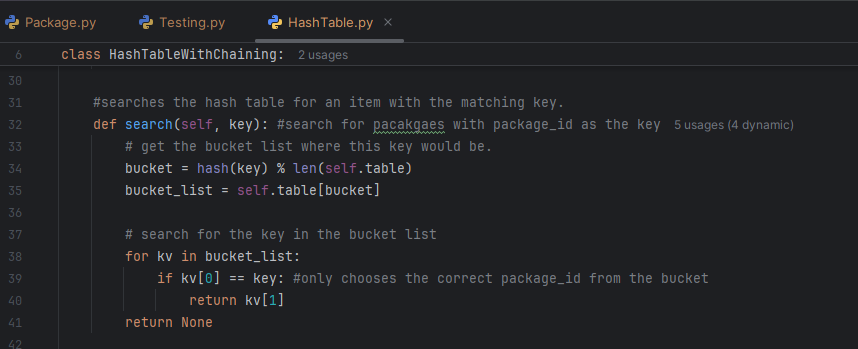 Package.py Testing.py HashTable.py ×
6 class HashTableWithChaining: 2 usages
30
31 #searches the hash table for an item with the matching key.
32 def search(self, key): #search for pacakgaes with package_id as the key 5 usages (4 dynamic)
33 # get the bucket list where this key would be.
34 bucket = hash(key) % len(self.table)
35 bucket_list = self.table[bucket]
36
37 # search for the key in the bucket list
38 for kv in bucket_list:
39 if kv[0] == key: #only chooses the correct package_id from the bucket
40 return kv[1]
41 return None
42